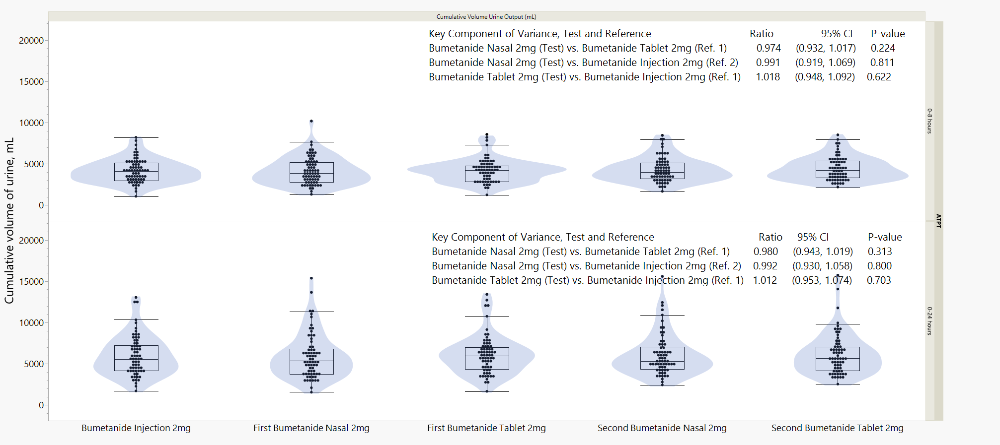 Cumulative Volume Urine Output (mL)
Cumulative volume of urine, mL
20000
15000
10000
5000
0
Key Component of Variance, Test and Reference Ratio 95% CI P-value
Bumetanide Nasal 2mg (Test) vs. Bumetanide Tablet 2mg (Ref. 1) 0.974 (0.932, 1.017) 0.224
Bumetanide Nasal 2mg (Test) vs. Bumetanide Injection 2mg (Ref. 2) 0.991 (0.919, 1.069) 0.811
Bumetanide Tablet 2mg (Test) vs. Bumetanide Injection 2mg (Ref. 1) 1.018 (0.948, 1.092) 0.622
0-8 hours
ATPT
20000
15000
10000
5000
0
Key Component of Variance, Test and Reference Ratio 95% CI P-value
Bumetanide Nasal 2mg (Test) vs. Bumetanide Tablet 2mg (Ref. 1) 0.980 (0.943, 1.019) 0.313
Bumetanide Nasal 2mg (Test) vs. Bumetanide Injection 2mg (Ref. 2) 0.992 (0.930, 1.058) 0.800
Bumetanide Tablet 2mg (Test) vs. Bumetanide Injection 2mg (Ref. 1) 1.012 (0.953, 1.074) 0.703
0-24 hours
Bumetanide Injection 2mg
First Bumetanide Nasal 2mg
First Bumetanide Tablet 2mg
Second Bumetanide Nasal 2mg
Second Bumetanide Tablet 2mg